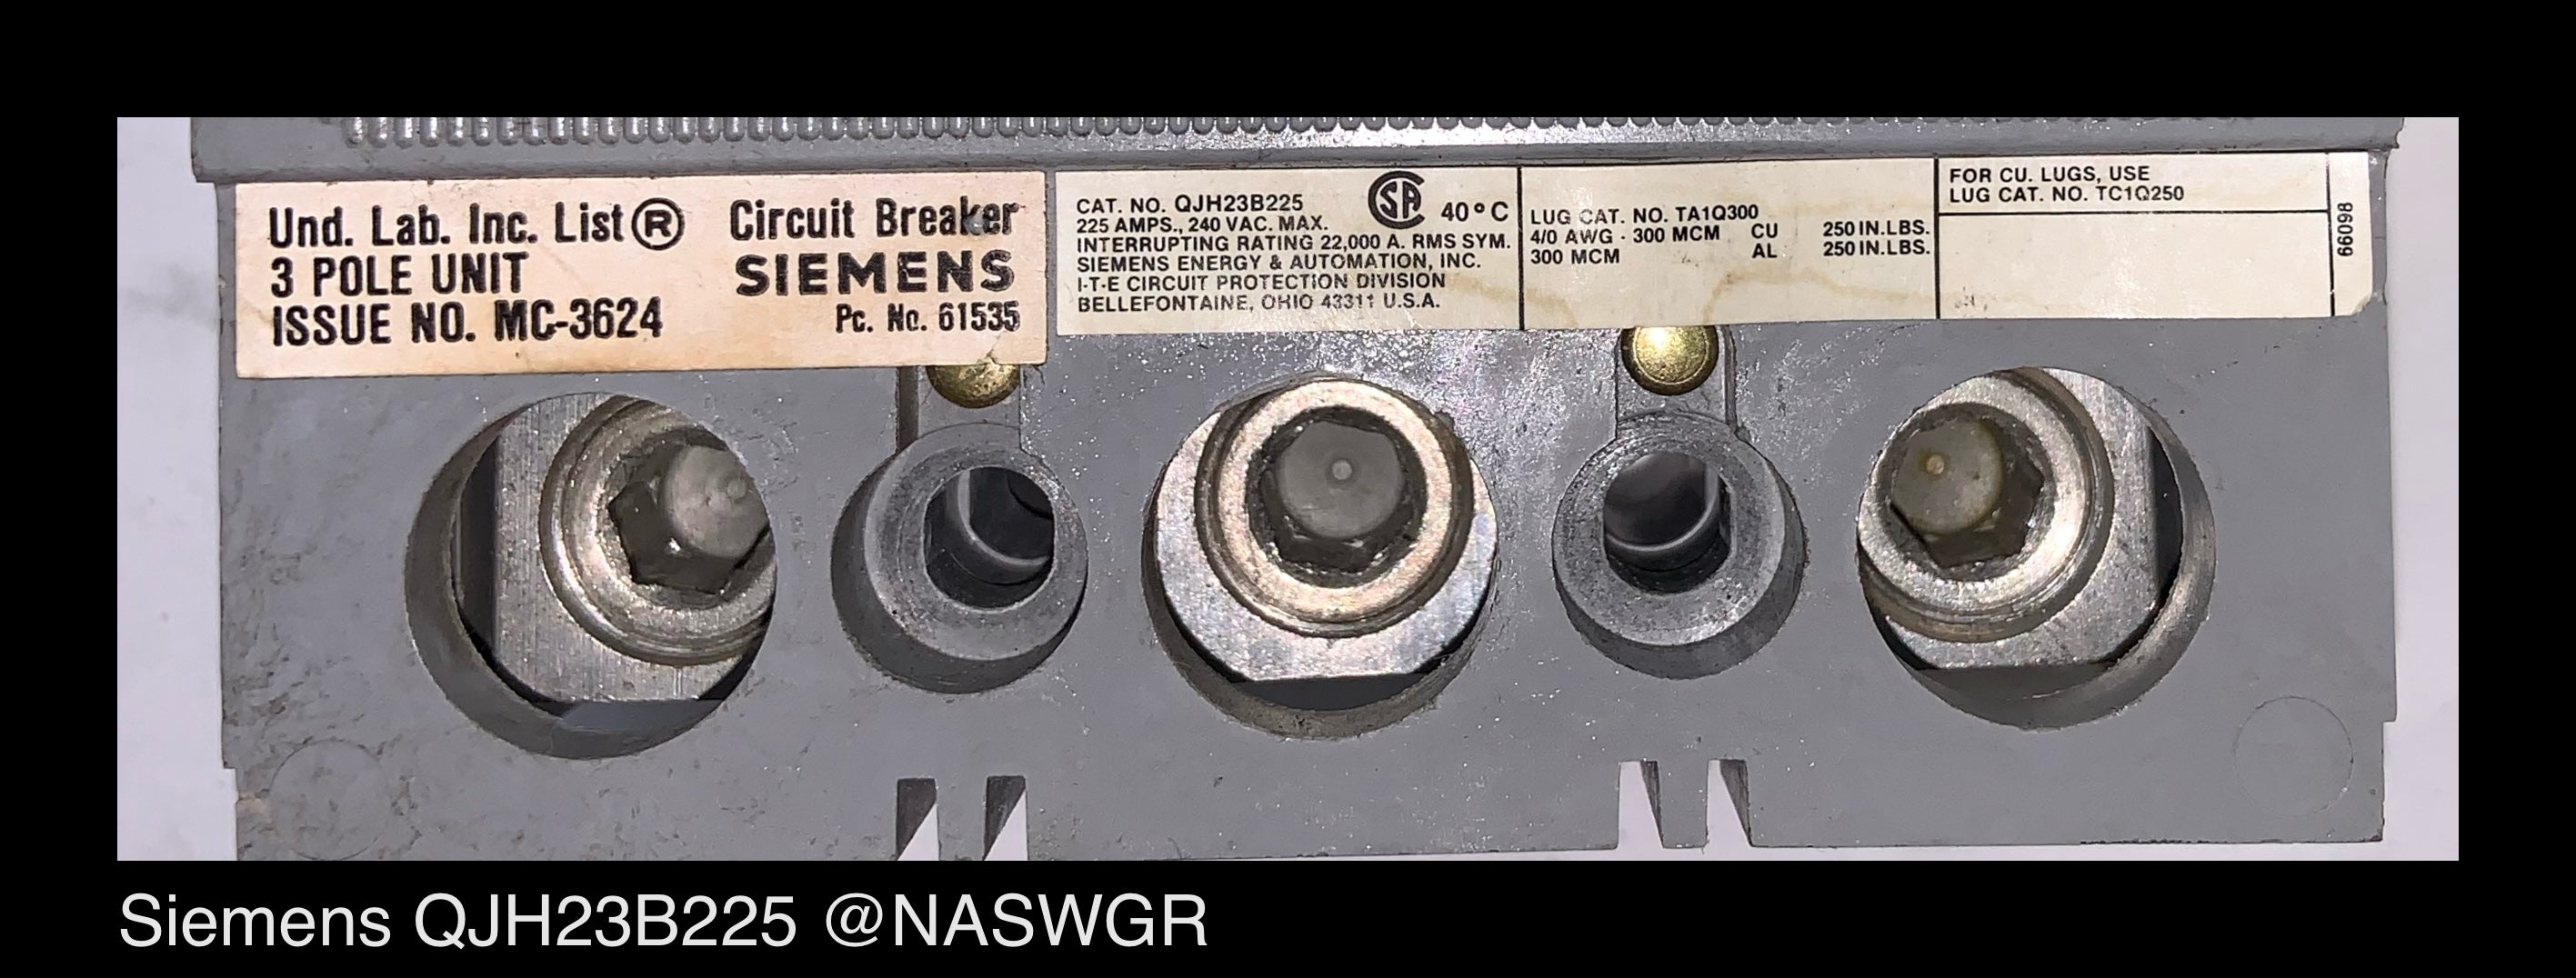 Und. Lab. Inc. List ® Circuit Breaker
3 POLE UNIT SIEMENS
ISSUE NO. MC-3624 Pc. No. 61535
CAT. NO. QJH23B225
225 AMPS., 240 VAC. MAX.
INTERRUPTING RATING 22,000 A. RMS SYM.
SIEMENS ENERGY & AUTOMATION, INC.
I-T-E CIRCUIT PROTECTION DIVISION
BELLEFONTAINE, OHIO 43311 U.S.A.
SA 40°C
LUG CAT. NO. TA1Q300
4/0 AWG - 300 MCM CU 250 IN.LBS.
300 MCM AL 250 IN.LBS.
FOR CU. LUGS, USE
LUG CAT. NO. TC1Q250
66098
Siemens QJH23B225 @NASWGR